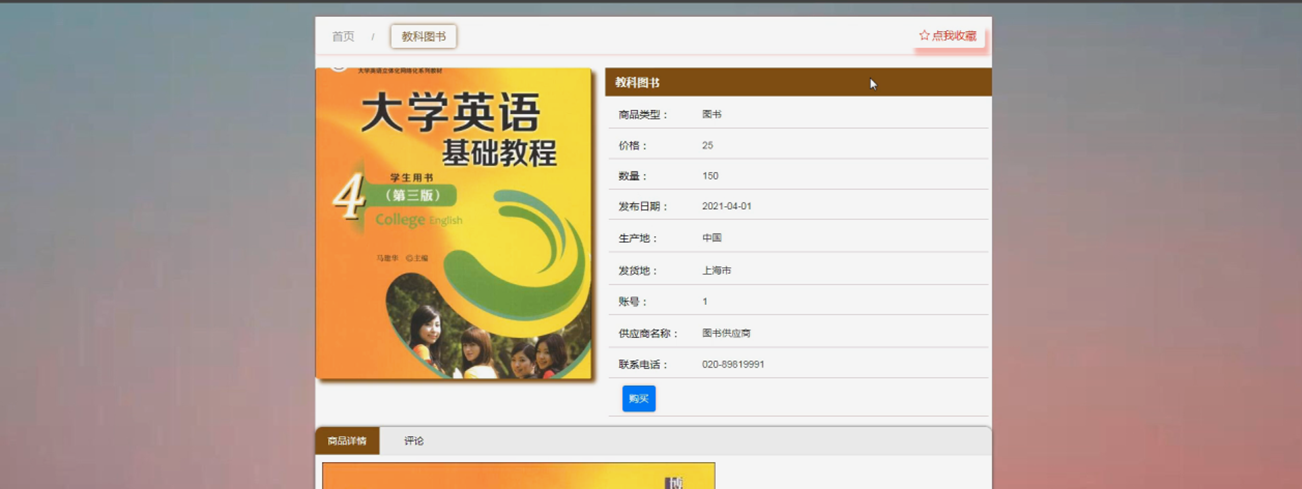 首页 / 教科图书
☆ 点我收藏
大学英语立体化网络化系列教材
大学英语
基础教程
学生用书
4
（第三版）
College English
马德华 ◎主编
教科图书
商品类型： 图书
价格： 25
数量： 150
发布日期： 2021-04-01
生产地： 中国
发货地： 上海市
账号： 1
供应商名称： 图书供应商
联系电话： 020-89819991
购买
商品详情 评论
博